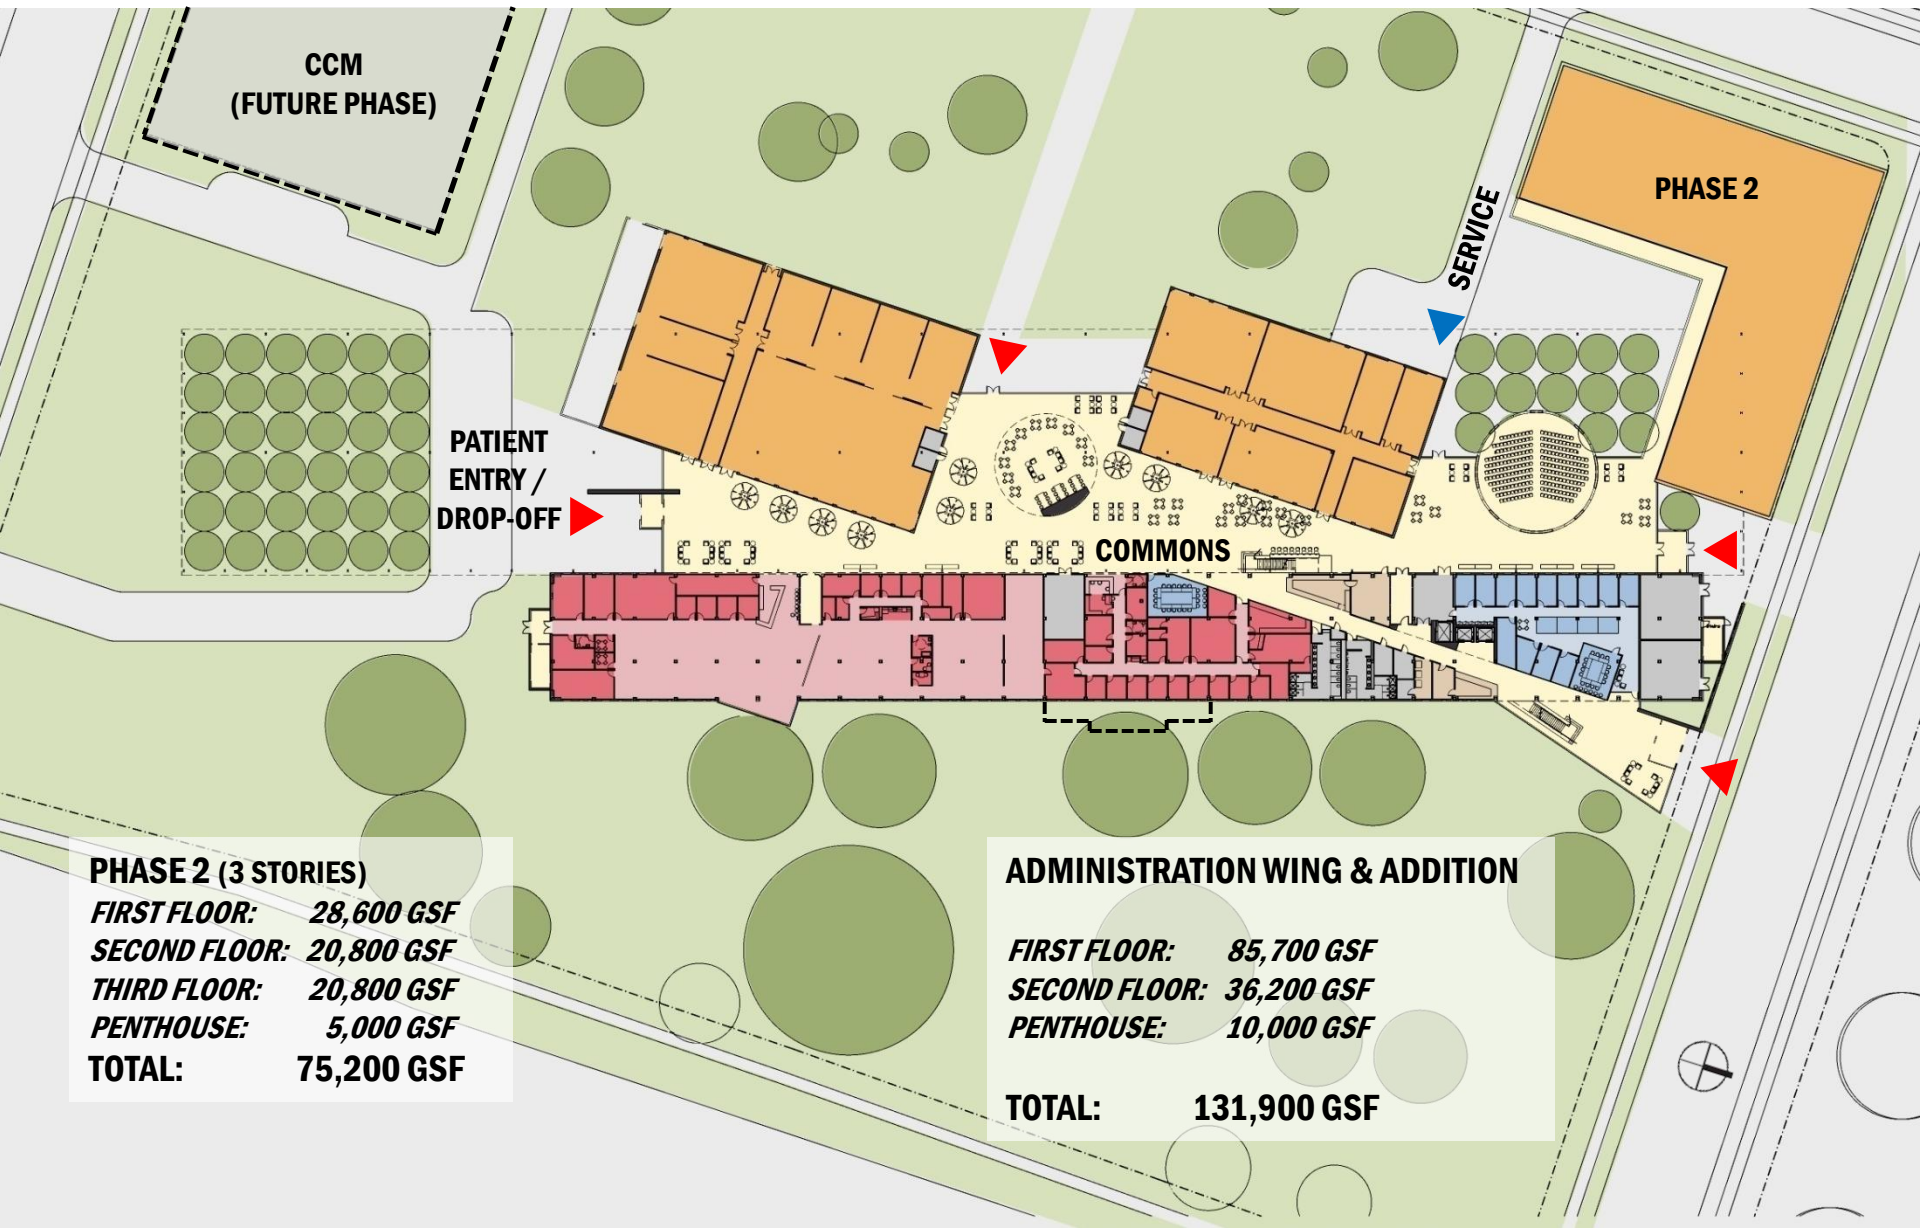 CCM
(FUTURE PHASE)
PHASE 2
SERVICE
PATIENT
ENTRY /
DROP-OFF
COMMONS
PHASE 2 (3 STORIES)
FIRST FLOOR: 28,600 GSF
SECOND FLOOR: 20,800 GSF
THIRD FLOOR: 20,800 GSF
PENTHOUSE: 5,000 GSF
TOTAL: 75,200 GSF
ADMINISTRATION WING & ADDITION
FIRST FLOOR: 85,700 GSF
SECOND FLOOR: 36,200 GSF
PENTHOUSE: 10,000 GSF
TOTAL: 131,900 GSF